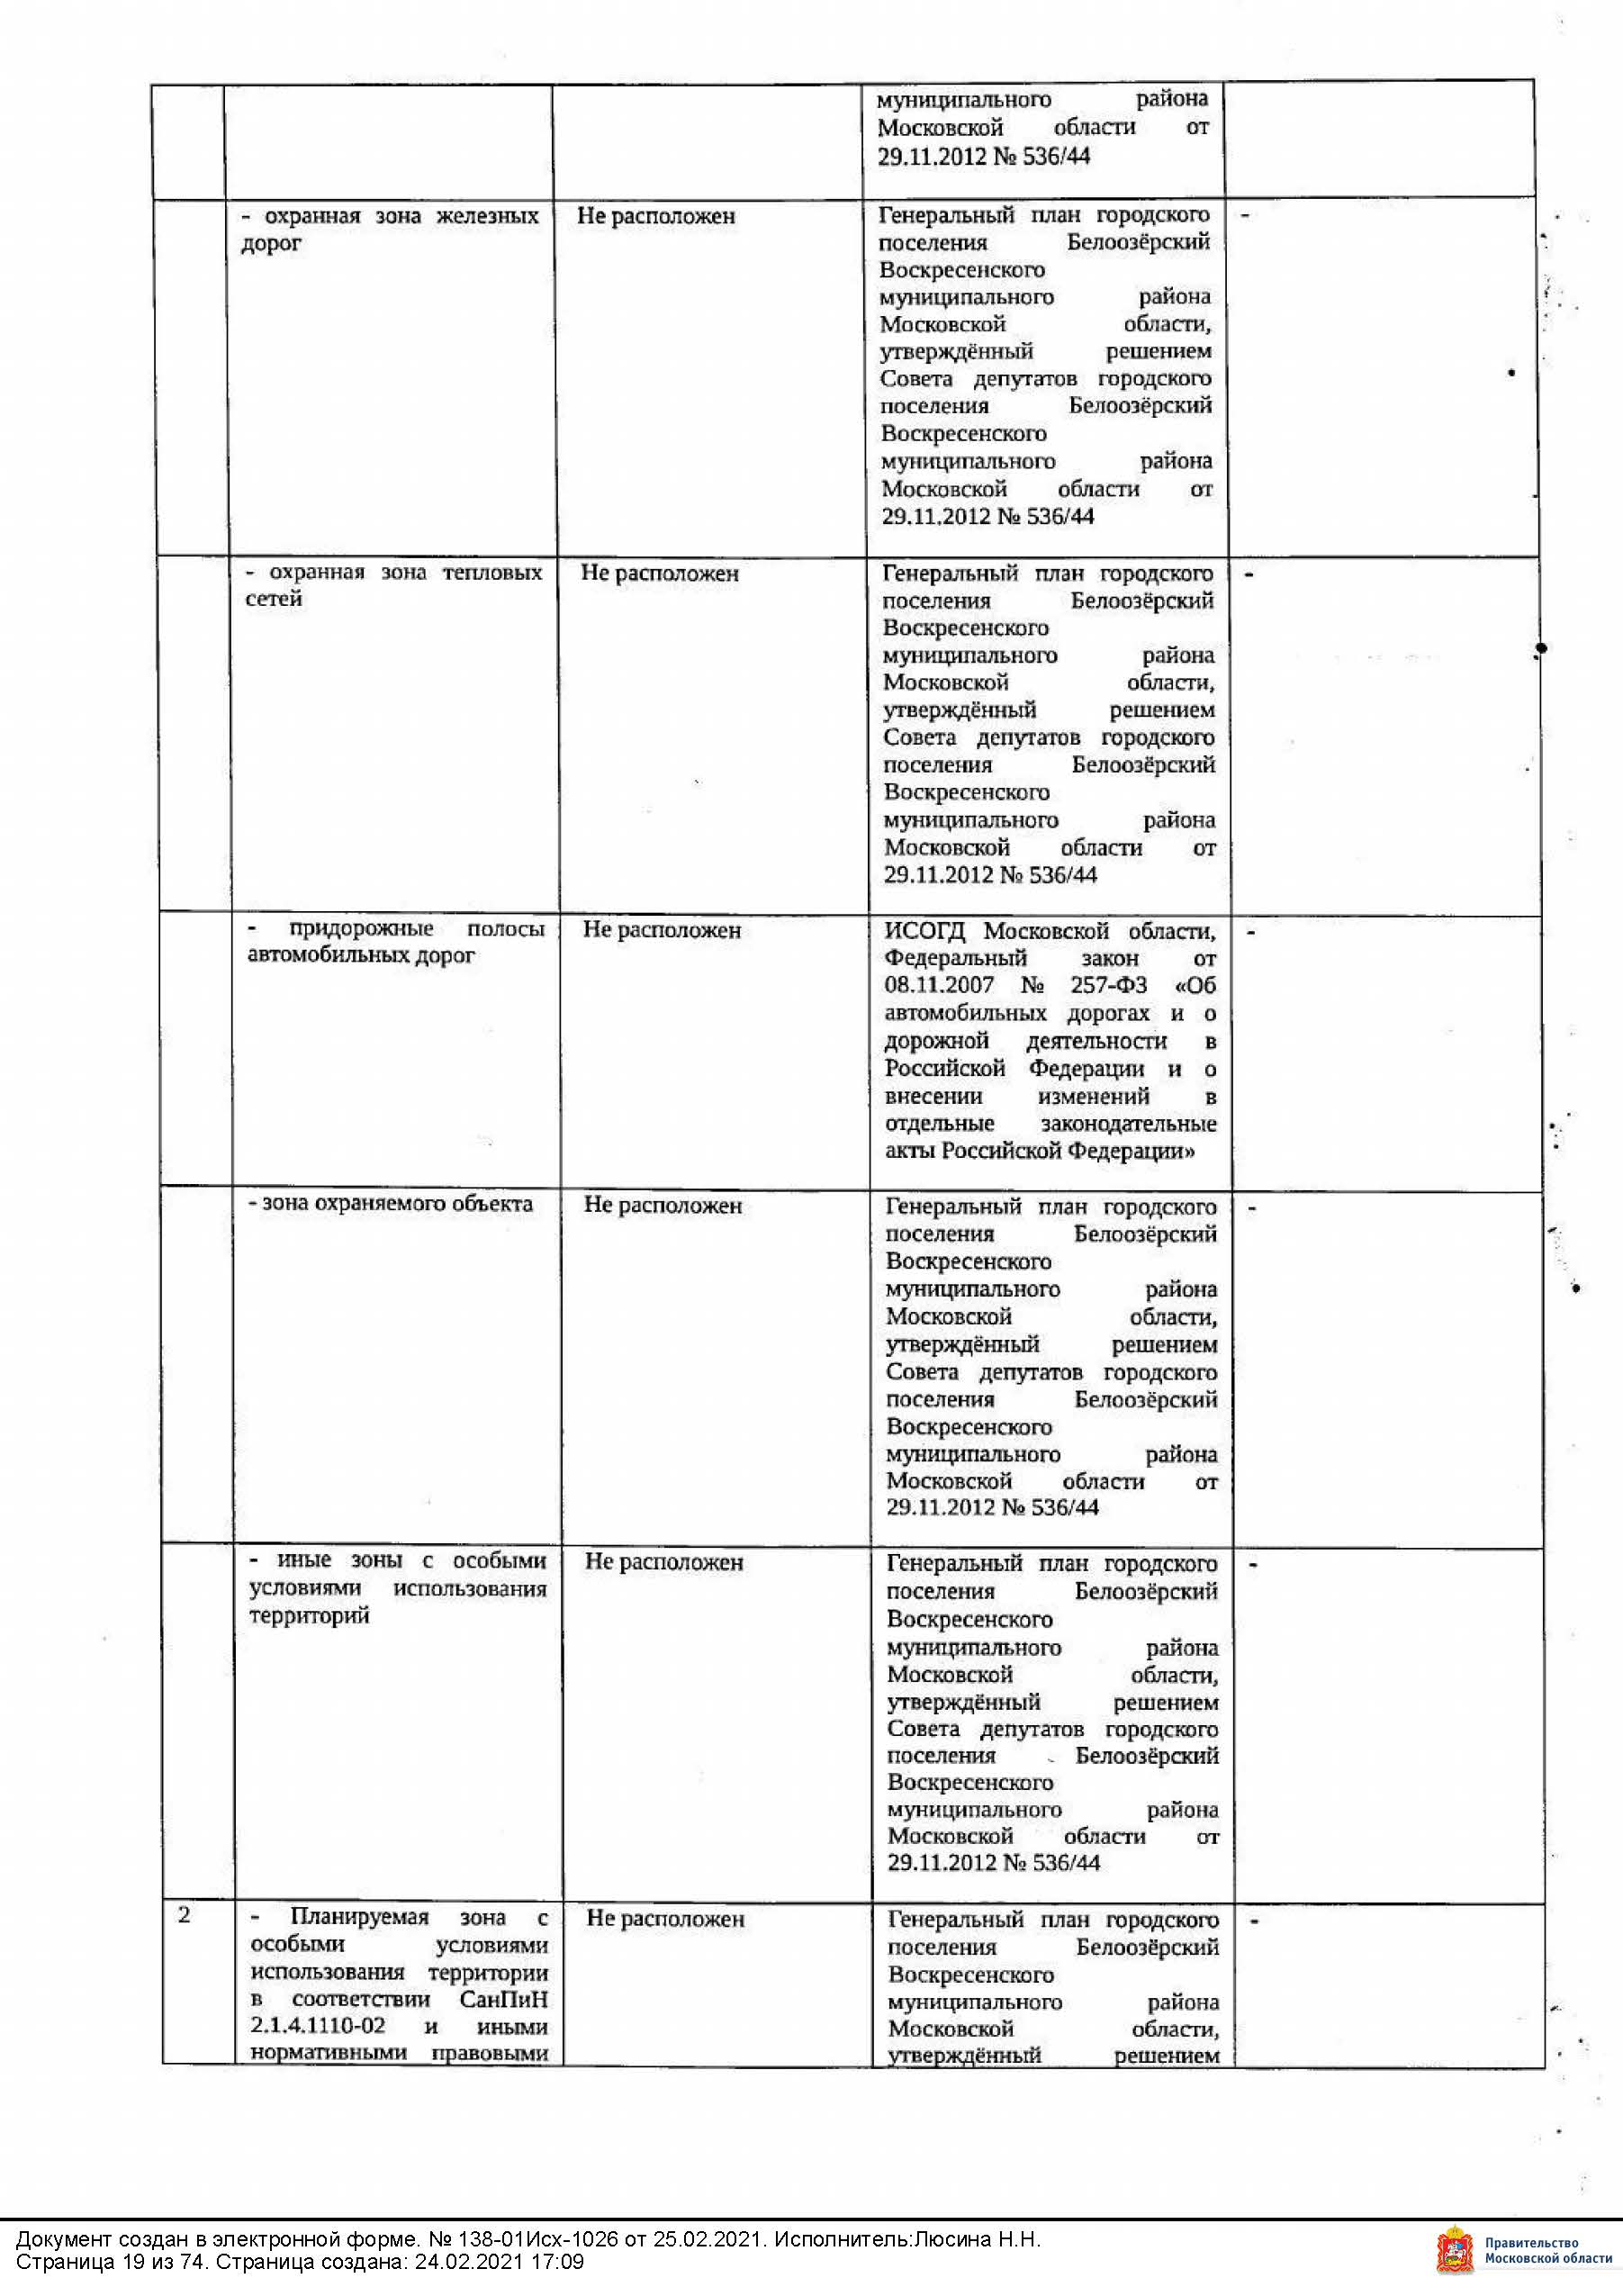 муниципального района
Московской области от
29.11.2012 № 536/44
- охранная зона железных
дорог
Не расположен
Генеральный план городского
поселения Белоозёрский
Воскресенского
муниципального района
Московской области,
утверждённый решением
Совета депутатов городского
поселения Белоозёрский
Воскресенского
муниципального района
Московской области от
29.11.2012 № 536/44
-
- охранная зона тепловых
сетей
Не расположен
Генеральный план городского
поселения Белоозёрский
Воскресенского
муниципального района
Московской области,
утверждённый решением
Совета депутатов городского
поселения Белоозёрский
Воскресенского
муниципального района
Московской области от
29.11.2012 № 536/44
-
- придорожные полосы
автомобильных дорог
Не расположен
ИСОГД Московской области,
Федеральный закон от
08.11.2007 № 257-ФЗ «Об
автомобильных дорогах и о
дорожной деятельности в
Российской Федерации и о
внесении изменений в
отдельные законодательные
акты Российской Федерации»
-
- зона охраняемого объекта
Не расположен
Генеральный план городского
поселения Белоозёрский
Воскресенского
муниципального района
Московской области,
утверждённый решением
Совета депутатов городского
поселения Белоозёрский
Воскресенского
муниципального района
Московской области от
29.11.2012 № 536/44
-
- иные зоны с особыми
условиями использования
территорий
Не расположен
Генеральный план городского
поселения Белоозёрский
Воскресенского
муниципального района
Московской области,
утверждённый решением
Совета депутатов городского
поселения Белоозёрский
Воскресенского
муниципального района
Московской области от
29.11.2012 № 536/44
-
2
- Планируемая зона с
особыми условиями
использования территории
в соответствии СанПиН
2.1.4.1110-02 и иными
нормативными правовыми
Не расположен
Генеральный план городского
поселения Белоозёрский
Воскресенского
муниципального района
Московской области,
утверждённый решением
-
Документ создан в электронной форме. № 138-01Исх-1026 от 25.02.2021. Исполнитель:Люсина Н.Н.
Страница 19 из 74. Страница создана: 24.02.2021 17:09
Правительство
Московской области